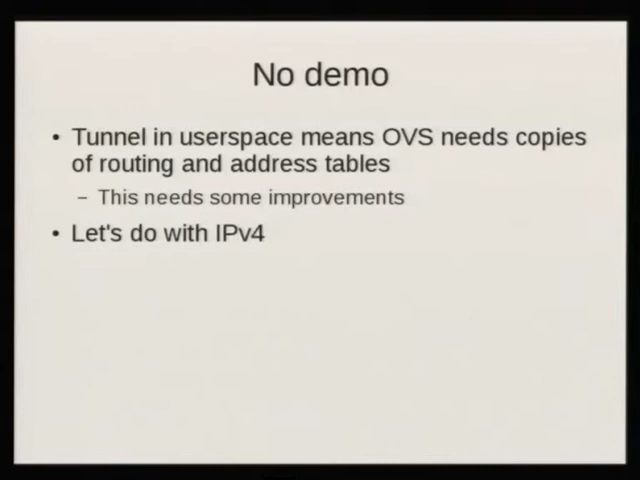 No demo
• Tunnel in userspace means OVS needs copies
of routing and address tables
– This needs some improvements
• Let's do with IPv4